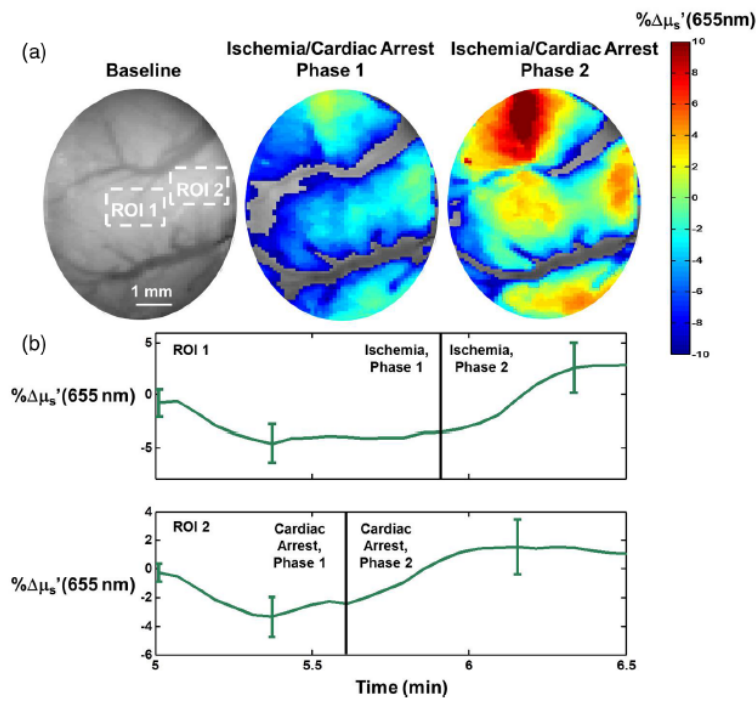 %Δμs'(655nm)
(a)
Baseline
Ischemia/Cardiac Arrest
Phase 1
Ischemia/Cardiac Arrest
Phase 2
10
8
6
4
2
0
-2
-4
-6
-8
-10
ROI 1
ROI 2
1 mm
(b)
%Δμs'(655 nm)
5
0
-5
ROI 1
Ischemia,
Phase 1
Ischemia,
Phase 2
%Δμs'(655 nm)
4
2
0
-2
-4
-6
ROI 2
Cardiac
Arrest,
Phase 1
Cardiac
Arrest,
Phase 2
5
5.5
6
6.5
Time (min)